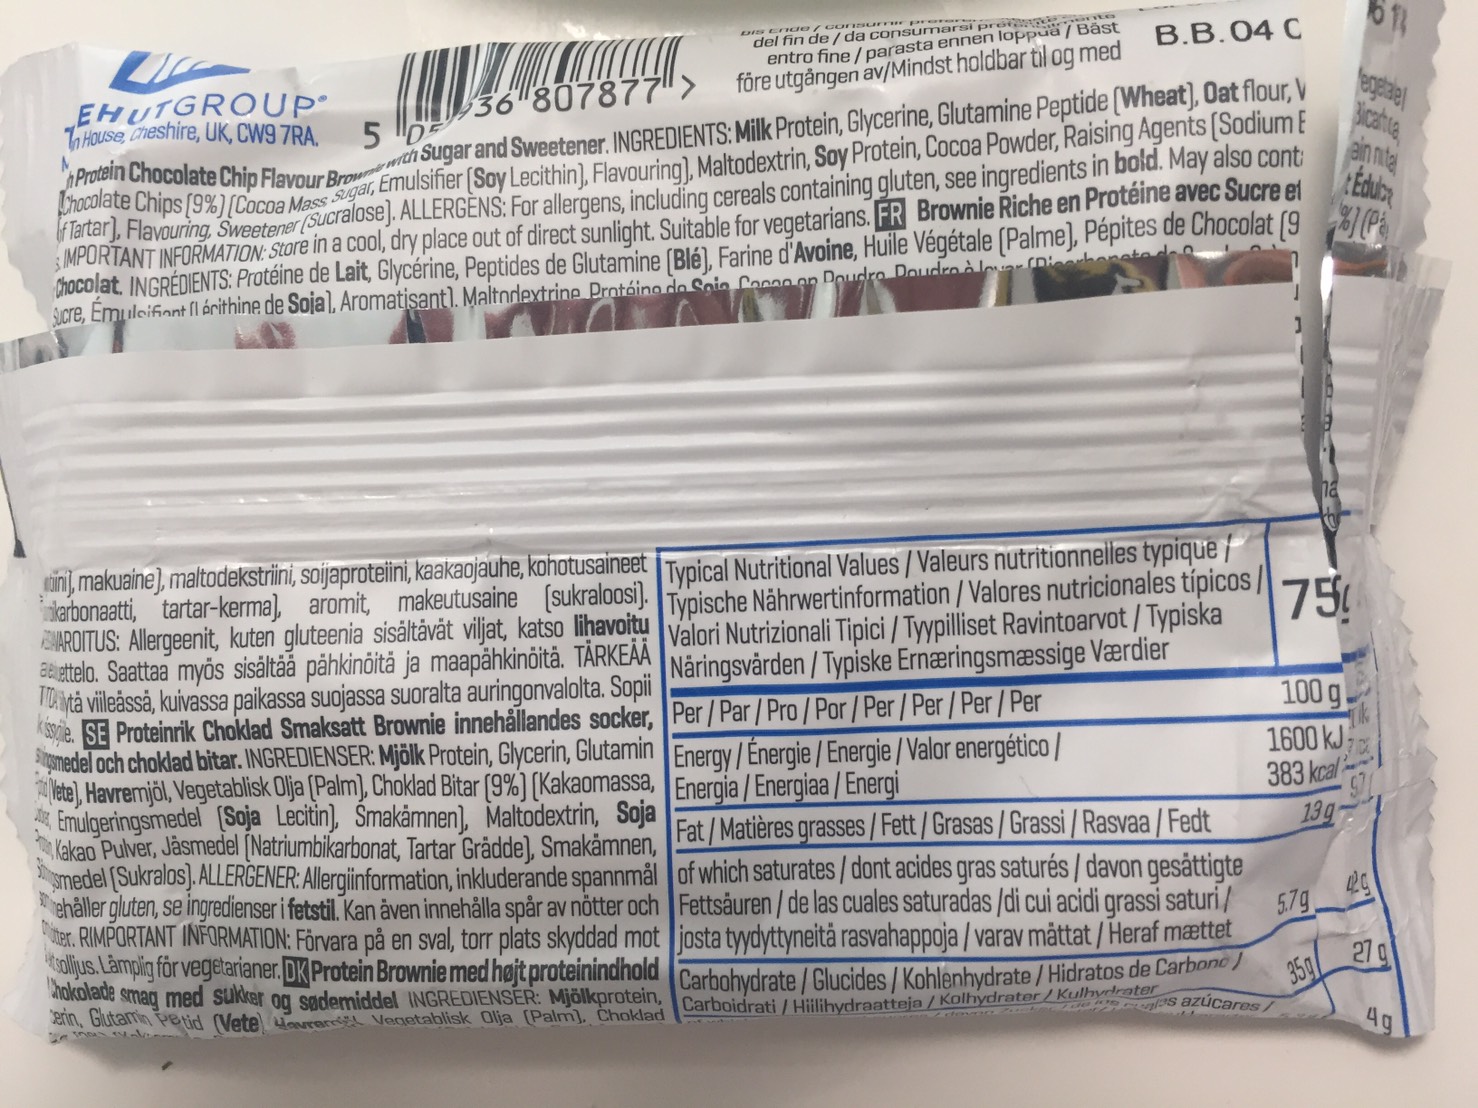 EHUTGROUP®
House, Cheshire, UK, CW9 7RA.
807877 >
del fin de / da consumarsi
entro fine / parasta ennen loppua / Bäst
före utgången av/Mindst holdbar til og med
B.B. 04
Protein Chocolate Chip Flavour with Sugar and Sweetener. INGREDIENTS: Milk Protein, Glycerine, Glutamine Peptide (Wheat), Oat flour,
Chocolate Chips (9%) (Cocoa Mass, Sugar, Emulsifier (Soy Lecithin), Flavouring), Maltodextrin, Soy Protein, Cocoa Powder, Raising Agents (Sodium
of Tartar), Flavouring, Sweetener (Sucralose). ALLERGENS: For allergens, including cereals containing gluten, see ingredients in bold. May also
IMPORTANT INFORMATION: Store in a cool, dry place out of direct sunlight. Suitable for vegetarians. FR Brownie Riche en Protéine avec Sucre et
Chocolat. INGRÉDIENTS: Protéine de Lait, Glycérine, Peptides de Glutamine (Blé), Farine d'Avoine, Huile Végétale (Palme), Pépites de Chocolat (9
Sucre, Émulsifiant (Lécithine de Soja), Aromatisant), Maltodextrine, Protéine de Soja, Cacao en Poudre, Poudre à
makuaine), maltodekstriini, soijaproteiini, kaakaojauhe, kohotusaineet
tartar-kerma), aromit, makeutusaine (sukraloosi).
Allergeenit, kuten gluteenia sisältävät viljat, katso lihavoitu
Saattaa myös sisältää pähkinöitä ja maapähkinöitä. TÄRKEÄÄ
viileässä, kuivassa paikassa suojassa suoralta auringonvalolta. Sopii
SE Proteinrik Choklad Smaksatt Brownie innehållandes socker,
och choklad bitar. INGREDIENSER: Mjölk Protein, Glycerin, Glutamin
(Vete), Havremjöl, Vegetablisk Olja (Palm), Choklad Bitar (9%) (Kakaomassa,
Emulgeringsmedel (Soja Lecitin), Smakämnen), Maltodextrin, Soja
Kakao Pulver, Jäsmedel (Natriumbikarbonat, Tartar Grädde), Smakämnen,
(Sukralos). ALLERGENER: Allergiinformation, inkluderande spannmål
gluten, se ingredienser i fetstil. Kan även innehålla spår av nötter och
RIMPORTANT INFORMATION: Förvara på en sval, torr plats skyddad mot
solljus. Lämplig för vegetarianer. DK Protein Brownie med højt proteinindhold
Chokolade smag med sukker og sødemiddel INGREDIENSER: Mjölkprotein,
Glutamin (Vete) Vegetablisk Olja (Palm), Choklad
Typical Nutritional Values / Valeurs nutritionnelles typique /
Typische Nährwertinformation / Valores nutricionales típicos /
Valori Nutrizionali Tipici / Tyypilliset Ravintoarvot / Typiska
Näringsvärden / Typiske Ernæringsmæssige Værdier
75g
Per / Par / Pro / Por / Per / Per / Per / Per 100 g
Energy / Énergie / Energie / Valor energético / 1600 kJ
Energia / Energiaa / Energi 383 kcal
Fat / Matières grasses / Fett / Grasas / Grassi / Rasvaa / Fedt 13 g
of which saturates / dont acides gras saturés / davon gesättigte
Fettsäuren / de las cuales saturadas /di cui acidi grassi saturi / 5.7g
josta tyydyttyneitä rasvahappoja / varav mättat / Heraf mættet
Carbohydrate / Glucides / Kohlenhydrate / Hidratos de Carbono / 35g 27 g
Carboidrati / Hiilihydraatteja / Kolhydrater / Kulhydrater
azúcares / 4 g